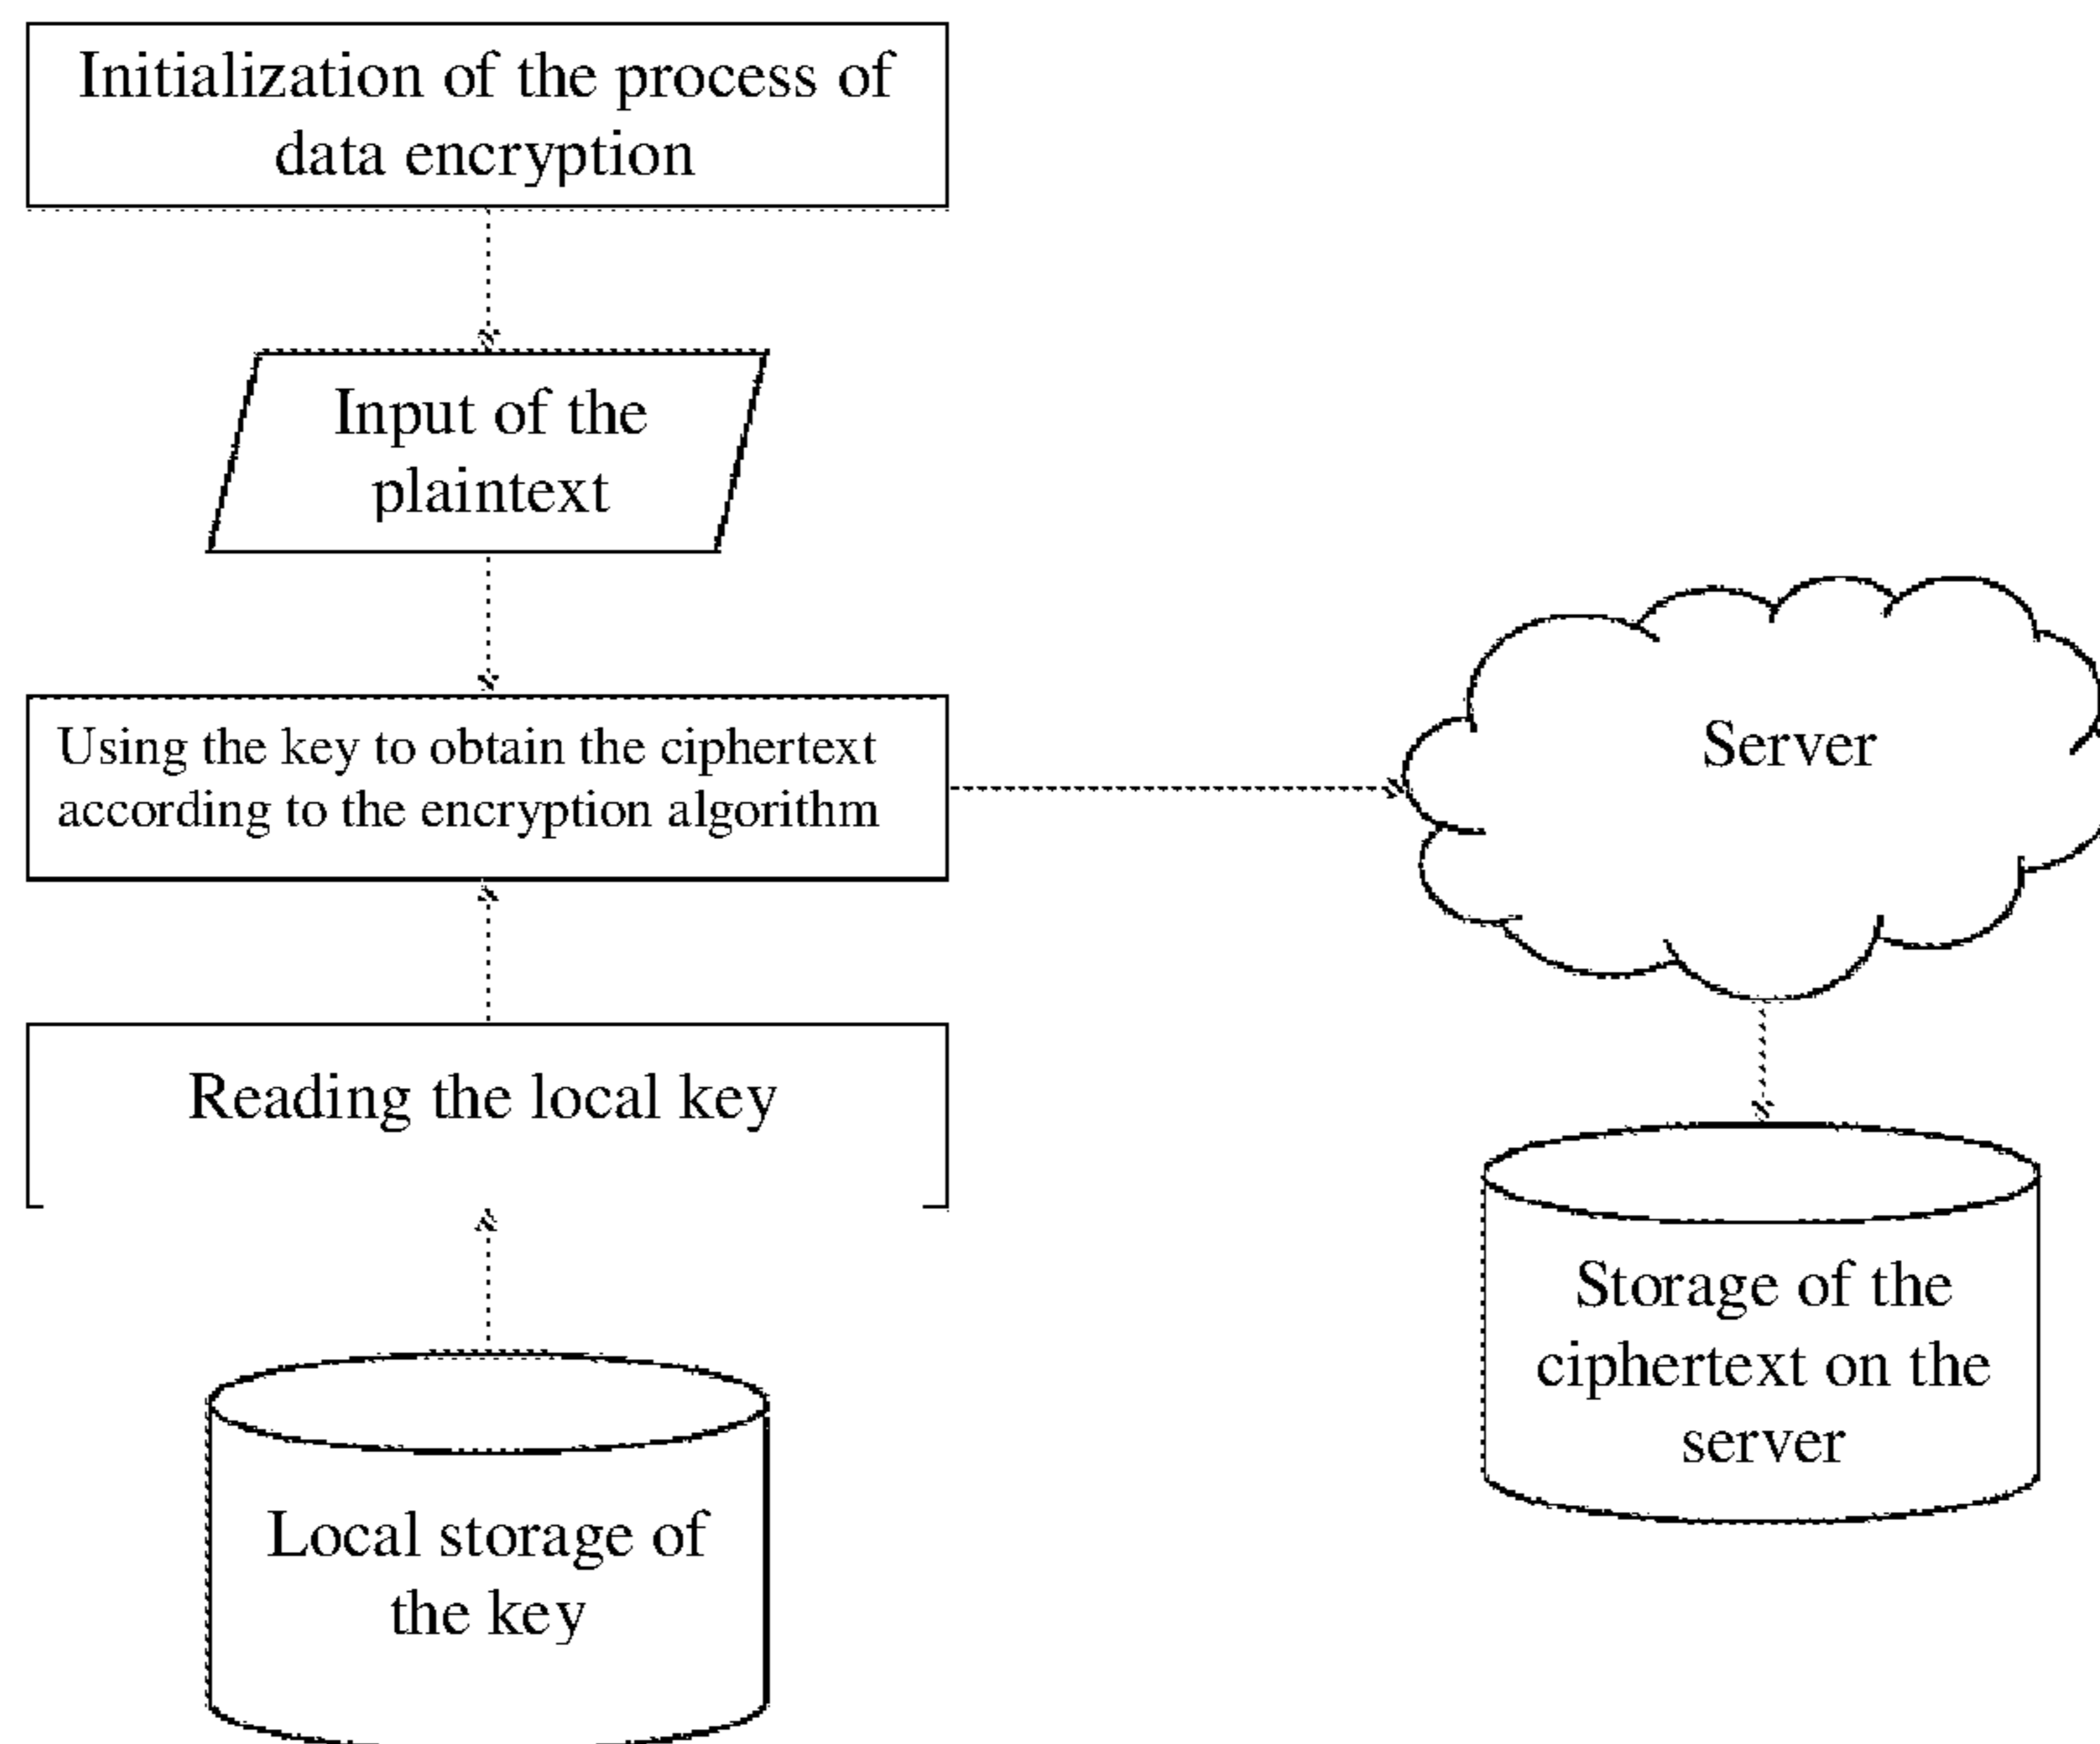 Initialization of the process of
data encryption
Input of the
plaintext
Using the key to obtain the ciphertext
according to the encryption algorithm
Server
Reading the local key
Storage of the
ciphertext on the
server
Local storage of
the key